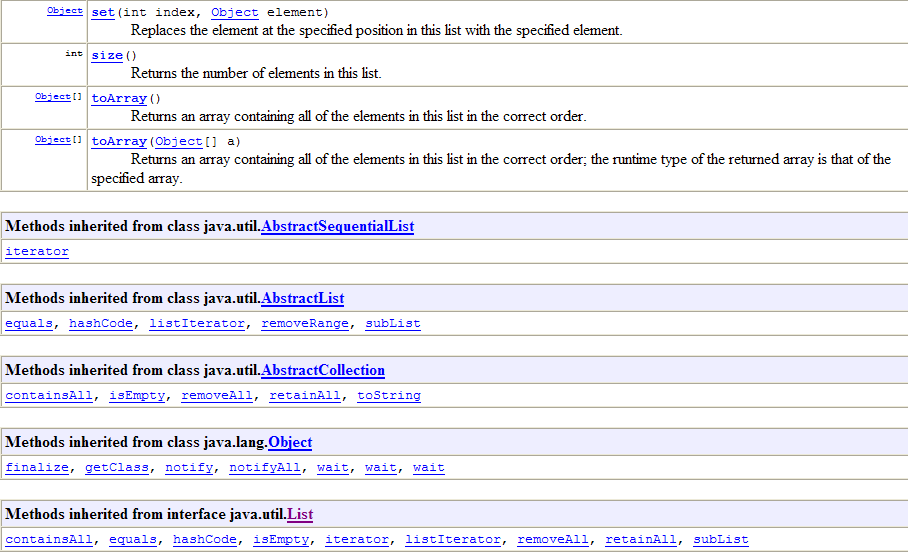 Object set(int index, Object element)
Replaces the element at the specified position in this list with the specified element.
int size()
Returns the number of elements in this list.
Object[] toArray()
Returns an array containing all of the elements in this list in the correct order.
Object[] toArray(Object[] a)
Returns an array containing all of the elements in this list in the correct order; the runtime type of the returned array is that of the
specified array.
Methods inherited from class java.util.AbstractSequentialList
iterator
Methods inherited from class java.util.AbstractList
equals, hashCode, listIterator, removeRange, subList
Methods inherited from class java.util.AbstractCollection
containsAll, isEmpty, removeAll, retainAll, toString
Methods inherited from class java.lang.Object
finalize, getClass, notify, notifyAll, wait, wait, wait
Methods inherited from interface java.util.List
containsAll, equals, hashCode, isEmpty, iterator, listIterator, removeAll, retainAll, subList